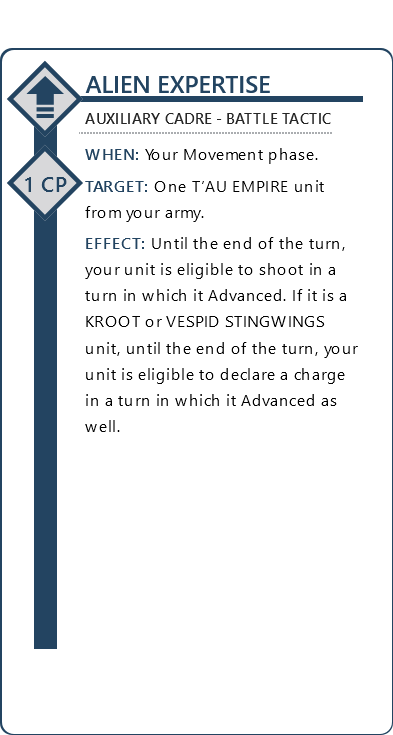 ALIEN EXPERTISE
AUXILIARY CADRE - BATTLE TACTIC
WHEN: Your Movement phase.
1 CP
TARGET: One T'AU EMPIRE unit
from your army.
EFFECT: Until the end of the turn,
your unit is eligible to shoot in a
turn in which it Advanced. If it is a
KROOT or VESPID STINGWINGS
unit, until the end of the turn, your
unit is eligible to declare a charge
in a turn in which it Advanced as
well.